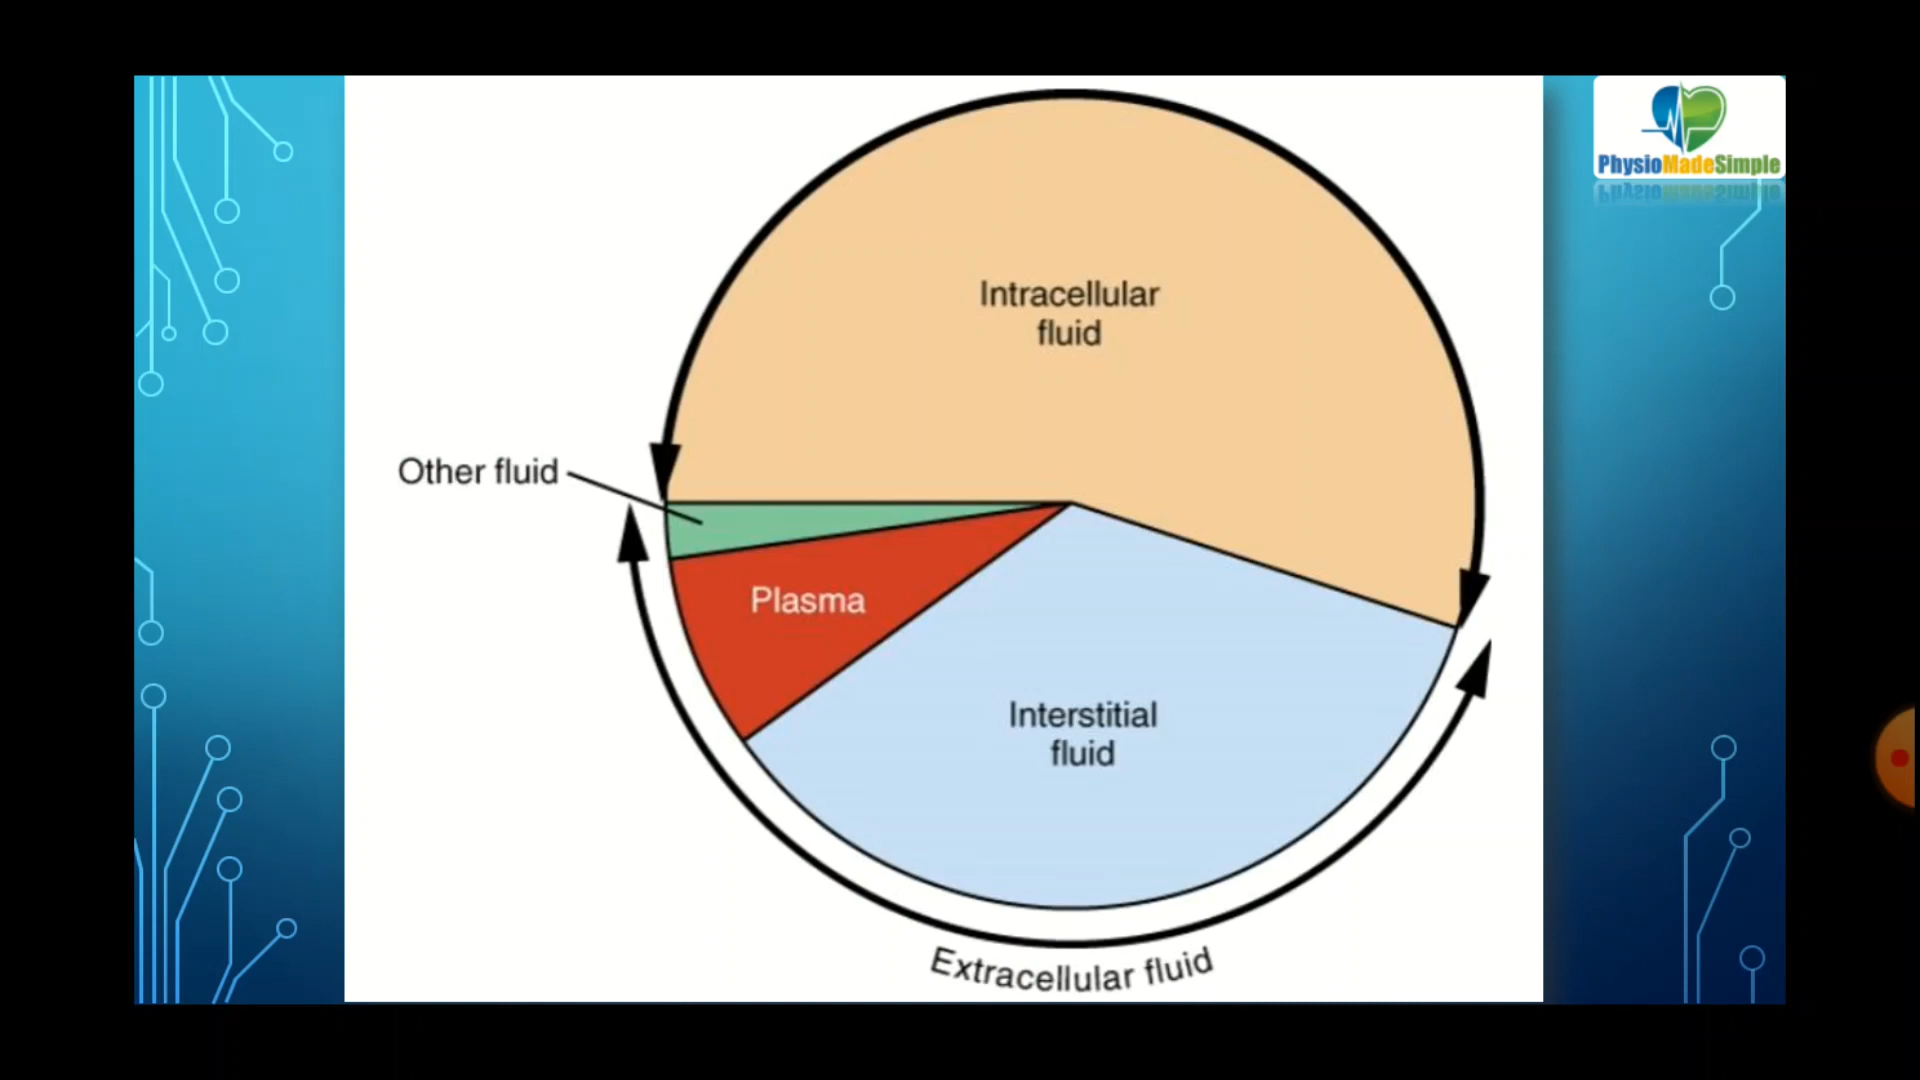 PhysioMadeSimple
Intracellular
fluid
Other fluid
Plasma
Interstitial
fluid
Extracellular fluid